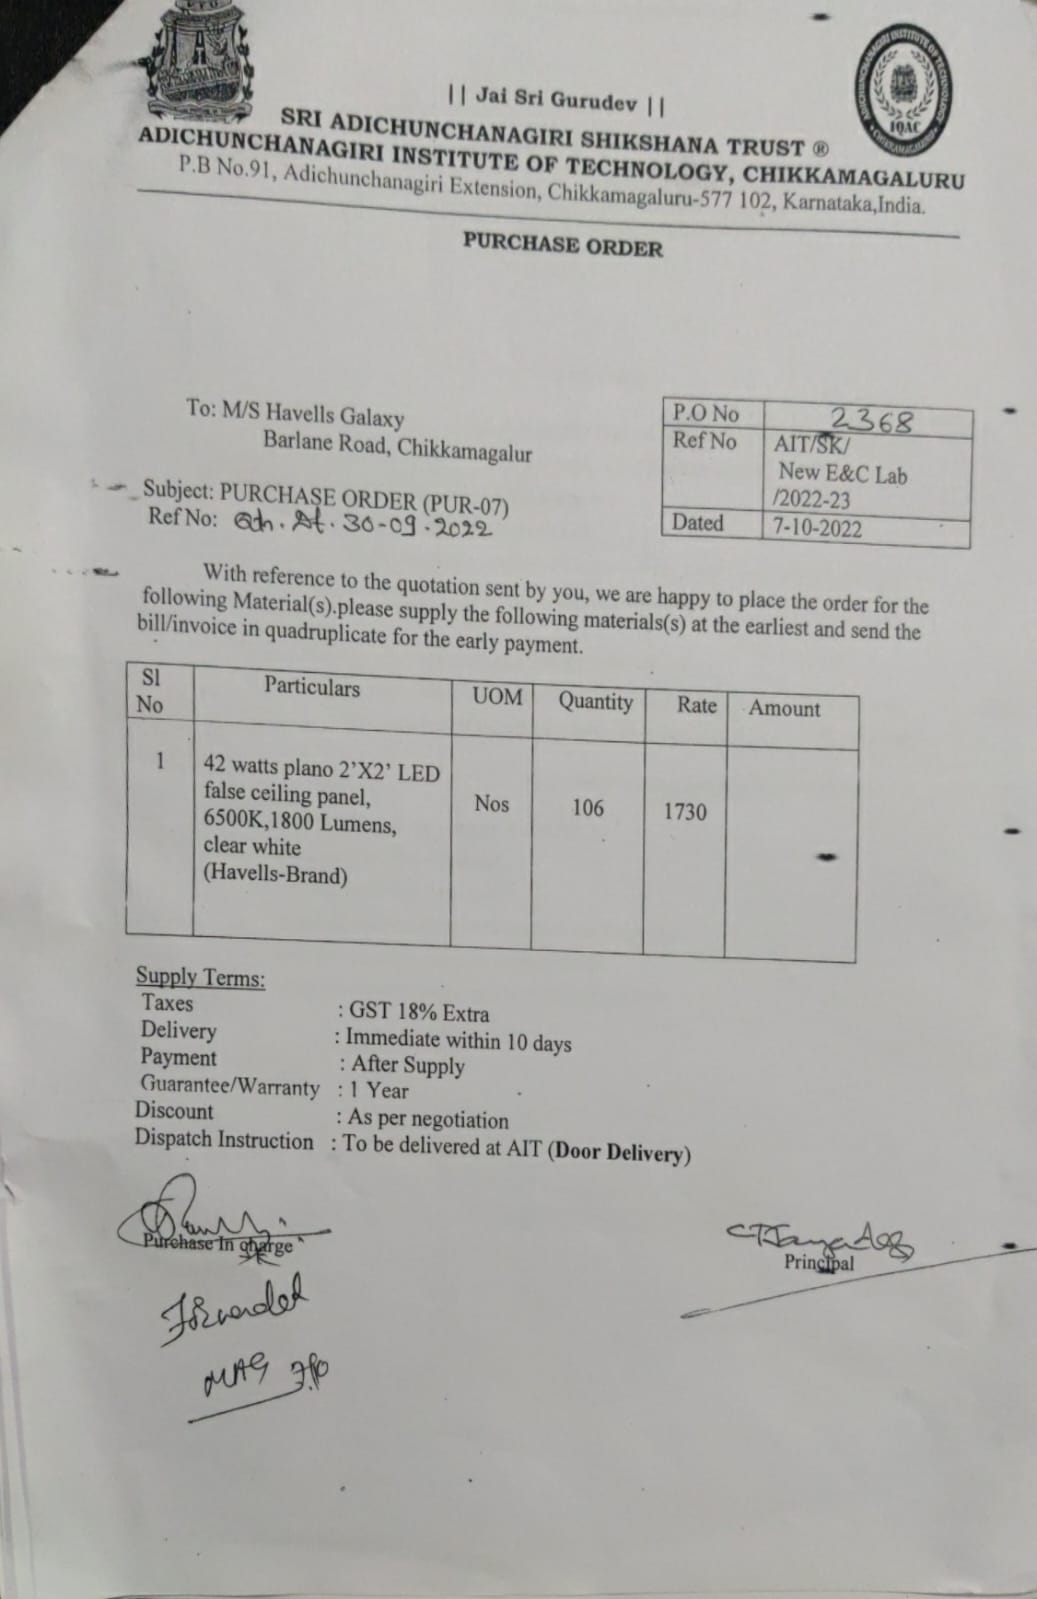 || Jai Sri Gurudev ||
SRI ADICHUNCHANAGIRI SHIKSHANA TRUST ®
ADICHUNCHANAGIRI INSTITUTE OF TECHNOLOGY, CHIKKAMAGALURU
P.B No.91, Adichunchanagiri Extension, Chikkamagaluru-577 102, Karnataka,India.
IQAC
PURCHASE ORDER
To: M/S Havells Galaxy
Barlane Road, Chikkamagalur
P.O No 2368
Ref No AIT/SK/
New E&C Lab
/2022-23
Dated 7-10-2022
Subject: PURCHASE ORDER (PUR-07)
Ref No: Qtn. dt. 30-09-2022
With reference to the quotation sent by you, we are happy to place the order for the
following Material(s).please supply the following materials(s) at the earliest and send the
bill/invoice in quadruplicate for the early payment.
Sl No Particulars UOM Quantity Rate Amount
1 42 watts plano 2'X2' LED
false ceiling panel,
6500K,1800 Lumens,
clear white
(Havells-Brand)
Nos 106 1730
Supply Terms:
Taxes : GST 18% Extra
Delivery : Immediate within 10 days
Payment : After Supply
Guarantee/Warranty : 1 Year
Discount : As per negotiation
Dispatch Instruction : To be delivered at AIT (Door Delivery)
Purchase In charge
Principal
Forwarded